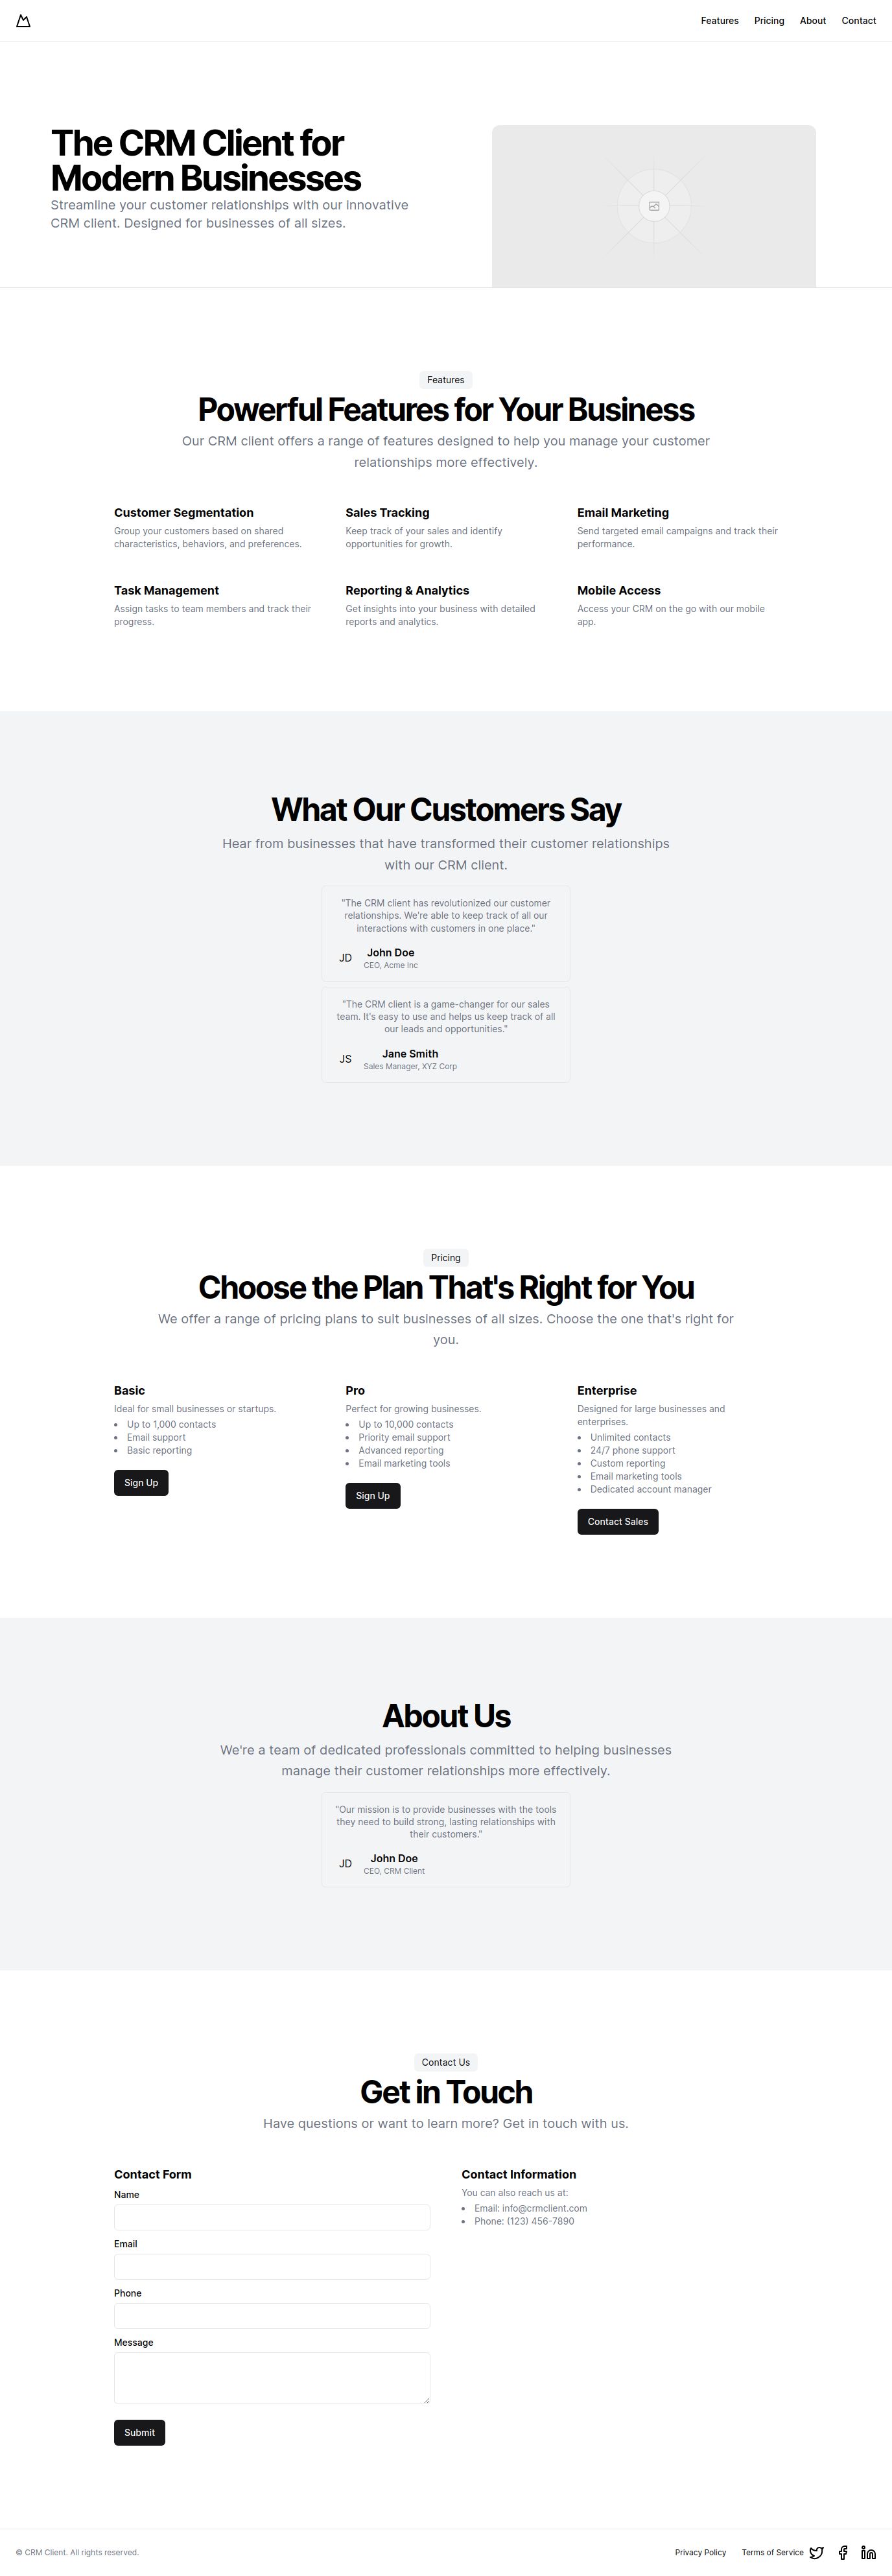 Features Pricing About Contact
The CRM Client for
Modern Businesses
Streamline your customer relationships with our innovative
CRM client. Designed for businesses of all sizes.
Features
Powerful Features for Your Business
Our CRM client offers a range of features designed to help you manage your customer
relationships more effectively.
Customer Segmentation
Group your customers based on shared
characteristics, behaviors, and preferences.
Sales Tracking
Keep track of your sales and identify
opportunities for growth.
Email Marketing
Send targeted email campaigns and track their
performance.
Task Management
Assign tasks to team members and track their
progress.
Reporting & Analytics
Get insights into your business with detailed
reports and analytics.
Mobile Access
Access your CRM on the go with our mobile
app.
What Our Customers Say
Hear from businesses that have transformed their customer relationships
with our CRM client.
"The CRM client has revolutionized our customer
relationships. We're able to keep track of all our
interactions with customers in one place."
JD
John Doe
CEO, Acme Inc
"The CRM client is a game-changer for our sales
team. It's easy to use and helps us keep track of all
our leads and opportunities."
JS
Jane Smith
Sales Manager, XYZ Corp
Pricing
Choose the Plan That's Right for You
We offer a range of pricing plans to suit businesses of all sizes. Choose the one that's right for
you.
Basic
Ideal for small businesses or startups.
• Up to 1,000 contacts
• Email support
• Basic reporting
Sign Up
Pro
Perfect for growing businesses.
• Up to 10,000 contacts
• Priority email support
• Advanced reporting
• Email marketing tools
Sign Up
Enterprise
Designed for large businesses and
enterprises.
• Unlimited contacts
• 24/7 phone support
• Custom reporting
• Email marketing tools
• Dedicated account manager
Contact Sales
About Us
We're a team of dedicated professionals committed to helping businesses
manage their customer relationships more effectively.
"Our mission is to provide businesses with the tools
they need to build strong, lasting relationships with
their customers."
JD
John Doe
CEO, CRM Client
Contact Us
Get in Touch
Have questions or want to learn more? Get in touch with us.
Contact Form
Name
Email
Phone
Message
Submit
Contact Information
You can also reach us at:
• Email: info@crmclient.com
• Phone: (123) 456-7890
© CRM Client. All rights reserved.
Privacy Policy Terms of Service